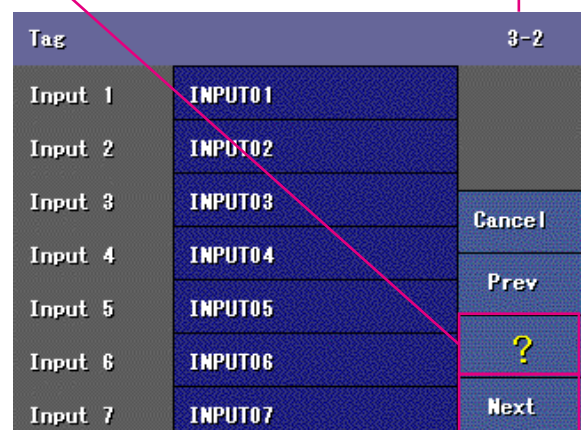 Tag 3-2
Input 1 INPUT01
Input 2 INPUT02
Input 3 INPUT03
Cancel
Input 4 INPUT04
Prev
Input 5 INPUT05
?
Input 6 INPUT06
Input 7 INPUT07 Next